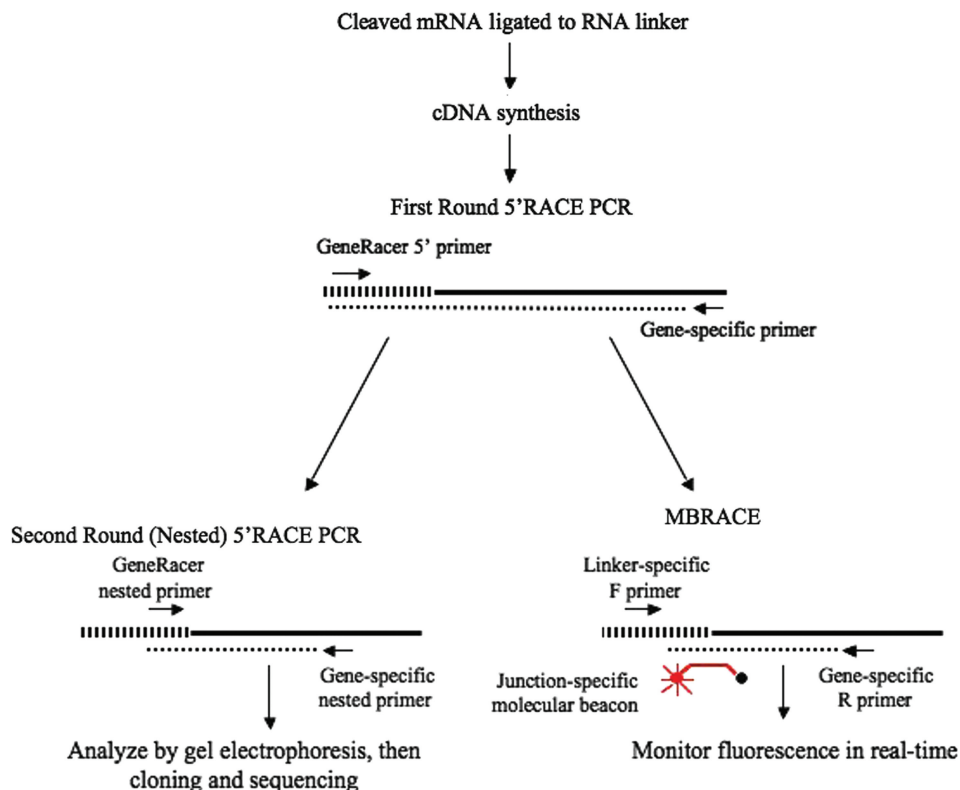 Cleaved mRNA ligated to RNA linker
cDNA synthesis
First Round 5’RACE PCR
GeneRacer 5’ primer
Gene-specific primer
Second Round (Nested) 5’RACE PCR
GeneRacer
nested primer
Gene-specific
nested primer
Analyze by gel electrophoresis, then
cloning and sequencing
MBRACE
Linker-specific
F primer
Junction-specific
molecular beacon
Gene-specific
R primer
Monitor fluorescence in real-time